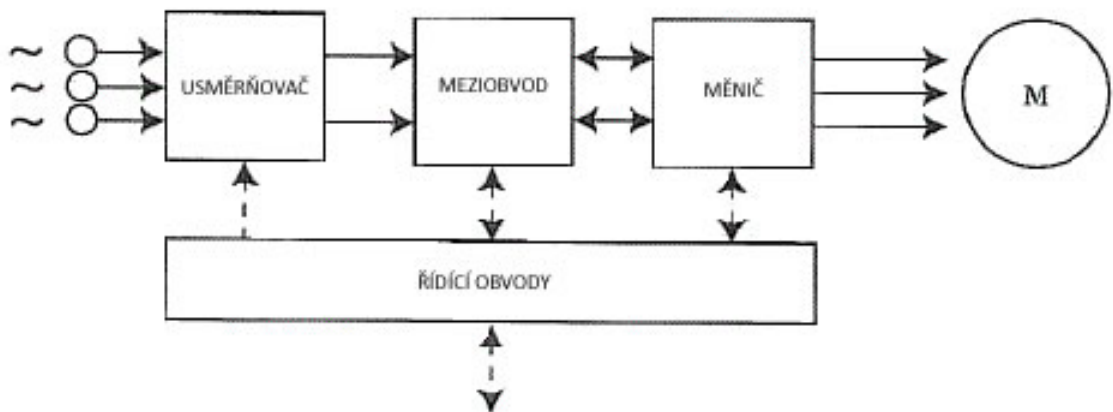 ~
~
~
USMĚRŇOVAČ
MEZIOBVOD
MĚNIČ
M
ŘÍDÍCÍ OBVODY